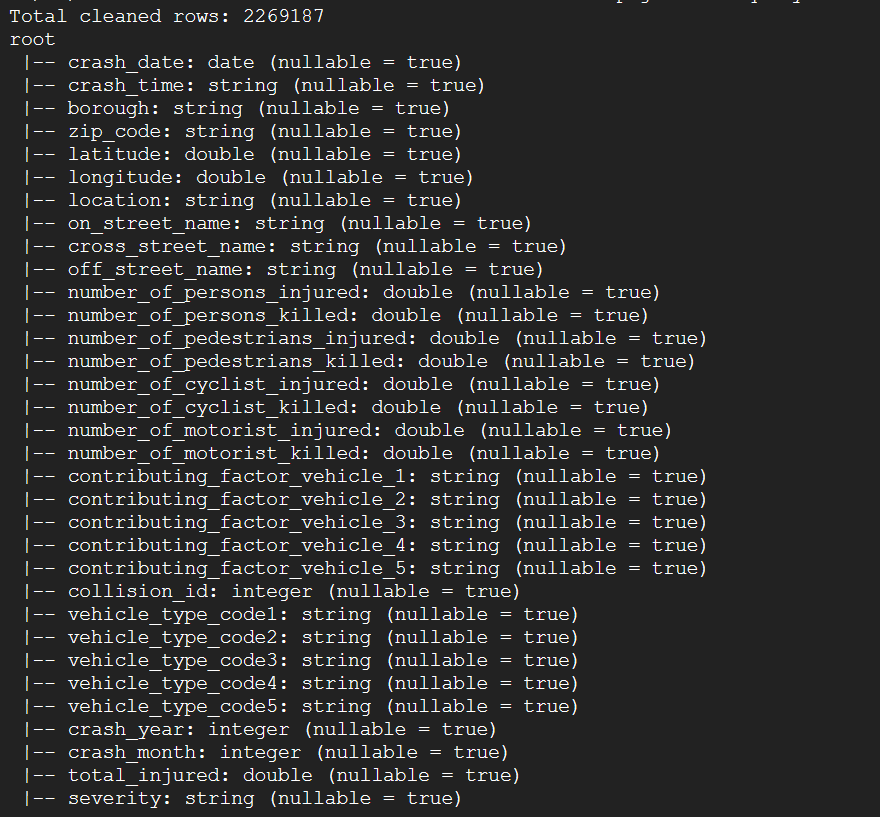 Total cleaned rows: 2269187
root
 |-- crash_date: date (nullable = true)
 |-- crash_time: string (nullable = true)
 |-- borough: string (nullable = true)
 |-- zip_code: string (nullable = true)
 |-- latitude: double (nullable = true)
 |-- longitude: double (nullable = true)
 |-- location: string (nullable = true)
 |-- on_street_name: string (nullable = true)
 |-- cross_street_name: string (nullable = true)
 |-- off_street_name: string (nullable = true)
 |-- number_of_persons_injured: double (nullable = true)
 |-- number_of_persons_killed: double (nullable = true)
 |-- number_of_pedestrians_injured: double (nullable = true)
 |-- number_of_pedestrians_killed: double (nullable = true)
 |-- number_of_cyclist_injured: double (nullable = true)
 |-- number_of_cyclist_killed: double (nullable = true)
 |-- number_of_motorist_injured: double (nullable = true)
 |-- number_of_motorist_killed: double (nullable = true)
 |-- contributing_factor_vehicle_1: string (nullable = true)
 |-- contributing_factor_vehicle_2: string (nullable = true)
 |-- contributing_factor_vehicle_3: string (nullable = true)
 |-- contributing_factor_vehicle_4: string (nullable = true)
 |-- contributing_factor_vehicle_5: string (nullable = true)
 |-- collision_id: integer (nullable = true)
 |-- vehicle_type_code1: string (nullable = true)
 |-- vehicle_type_code2: string (nullable = true)
 |-- vehicle_type_code3: string (nullable = true)
 |-- vehicle_type_code4: string (nullable = true)
 |-- vehicle_type_code5: string (nullable = true)
 |-- crash_year: integer (nullable = true)
 |-- crash_month: integer (nullable = true)
 |-- total_injured: double (nullable = true)
 |-- severity: string (nullable = true)